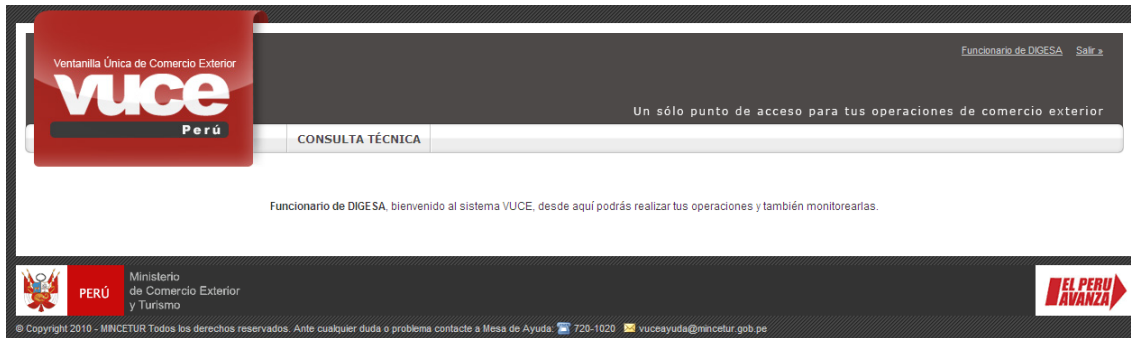 Funcionario de DIGESA Salir »
Ventanilla Única de Comercio Exterior
vuce
Perú
Un sólo punto de acceso para tus operaciones de comercio exterior
CONSULTA TÉCNICA
Funcionario de DIGESA, bienvenido al sistema VUCE, desde aquí podrás realizar tus operaciones y también monitorearlas.
PERÚ
Ministerio
de Comercio Exterior
y Turismo
EL PERU
AVANZA
© Copyright 2010 - MINCETUR Todos los derechos reservados. Ante cualquier duda o problema contacte a Mesa de Ayuda: 720-1020 vuceayuda@mincetur.gob.pe